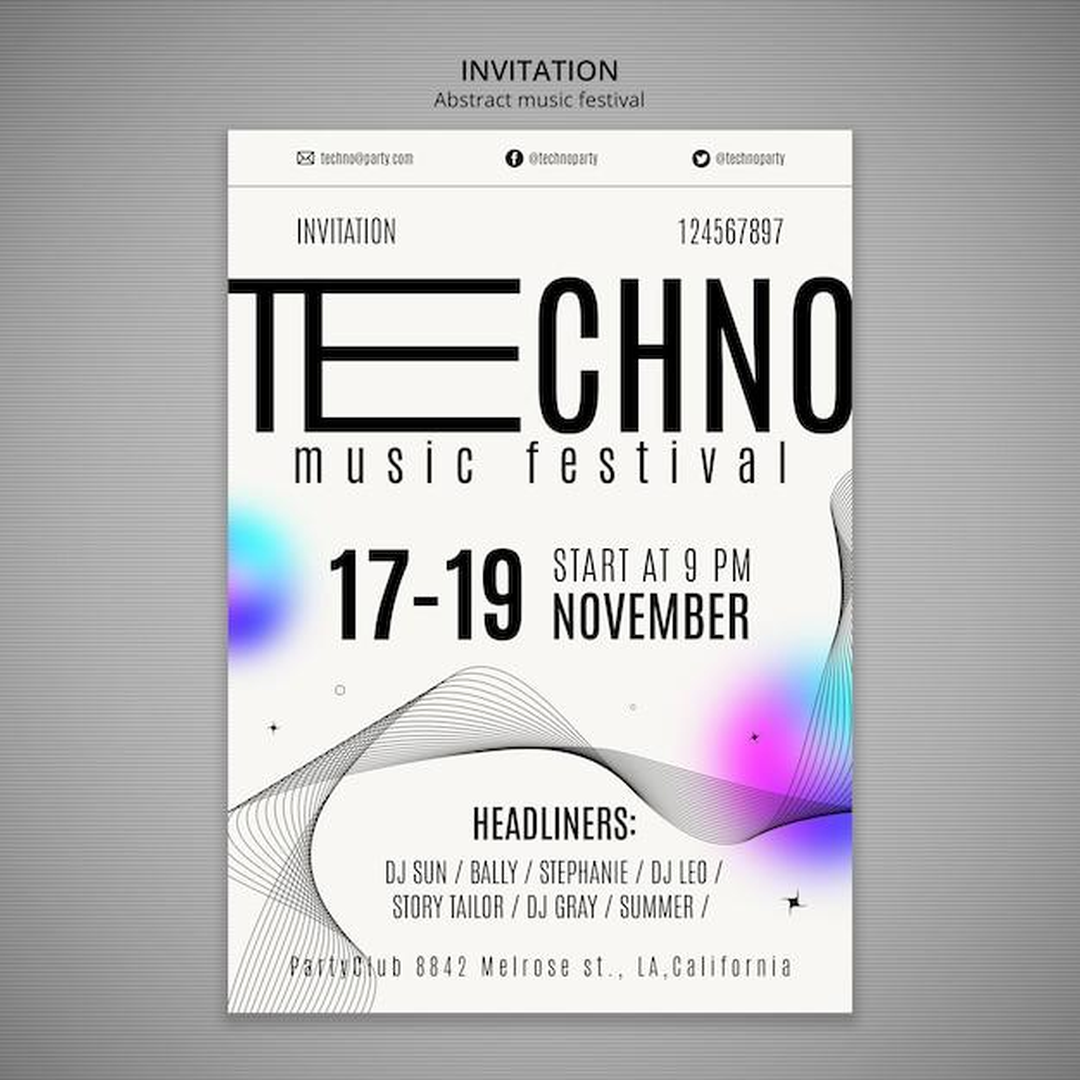 INVITATION
Abstract music festival
techno@party.com @technoparty @technoparty
INVITATION 124567897
TECHNO
music festival
17-19 START AT 9 PM
NOVEMBER
HEADLINERS:
DJ SUN / BALLY / STEPHANIE / DJ LEO /
STORY TAILOR / DJ GRAY / SUMMER /
PartyClub 8842 Melrose st., LA,California